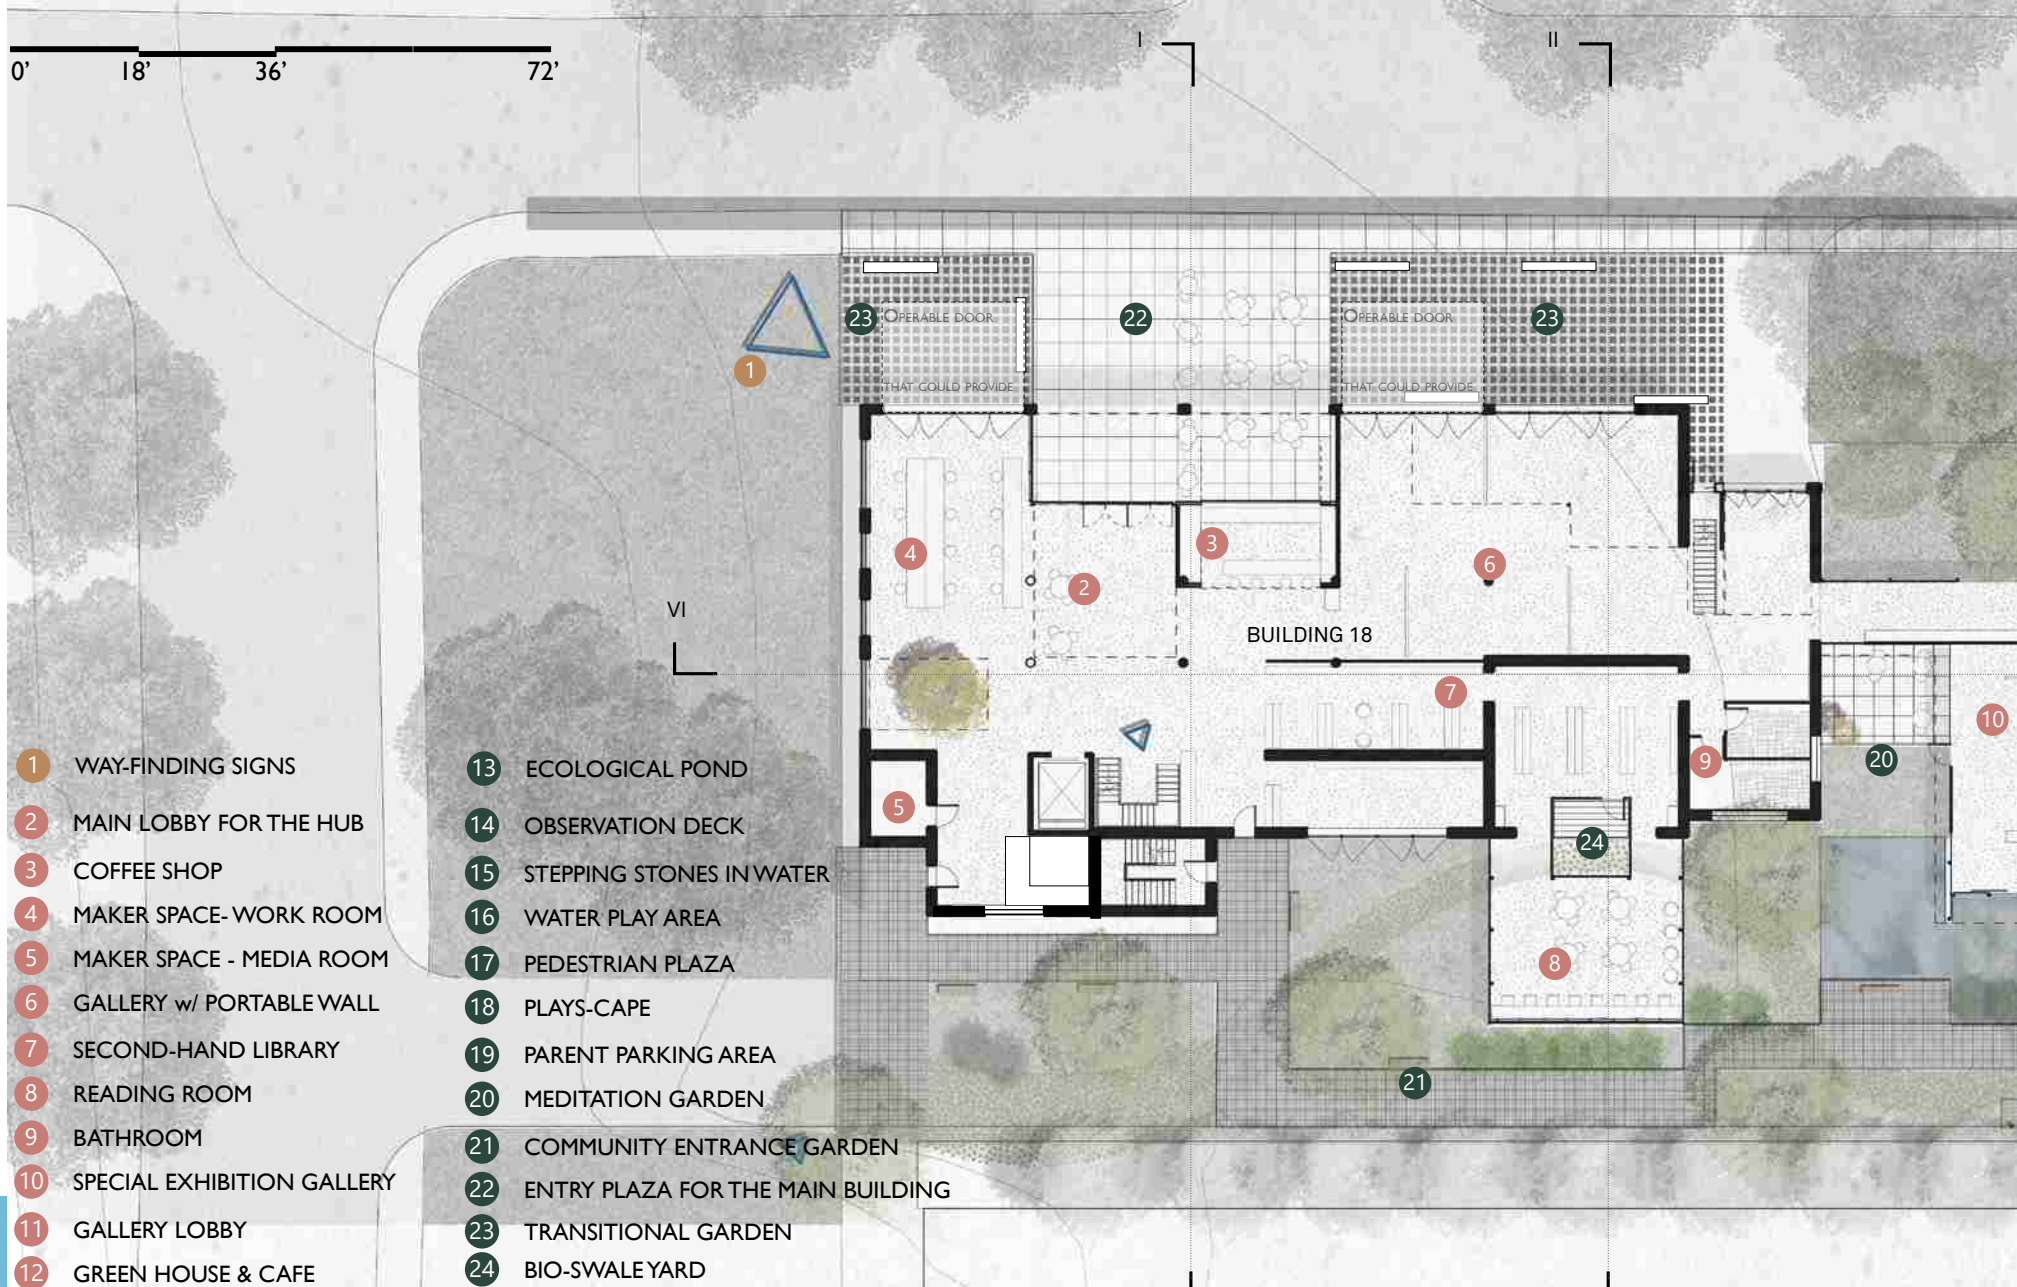 I
II
0' 18' 36' 72'
23 OPERABLE DOOR
22
OPERABLE DOOR
23
1
THAT COULD PROVIDE
THAT COULD PROVIDE
4
3
2
6
VI
BUILDING 18
7
10
9
20
5
24
8
21
1 WAY-FINDING SIGNS
2 MAIN LOBBY FOR THE HUB
3 COFFEE SHOP
4 MAKER SPACE- WORK ROOM
5 MAKER SPACE - MEDIA ROOM
6 GALLERY w/ PORTABLE WALL
7 SECOND-HAND LIBRARY
8 READING ROOM
9 BATHROOM
10 SPECIAL EXHIBITION GALLERY
11 GALLERY LOBBY
12 GREEN HOUSE & CAFE
13 ECOLOGICAL POND
14 OBSERVATION DECK
15 STEPPING STONES IN WATER
16 WATER PLAY AREA
17 PEDESTRIAN PLAZA
18 PLAYS-CAPE
19 PARENT PARKING AREA
20 MEDITATION GARDEN
21 COMMUNITY ENTRANCE GARDEN
22 ENTRY PLAZA FOR THE MAIN BUILDING
23 TRANSITIONAL GARDEN
24 BIO-SWALE YARD